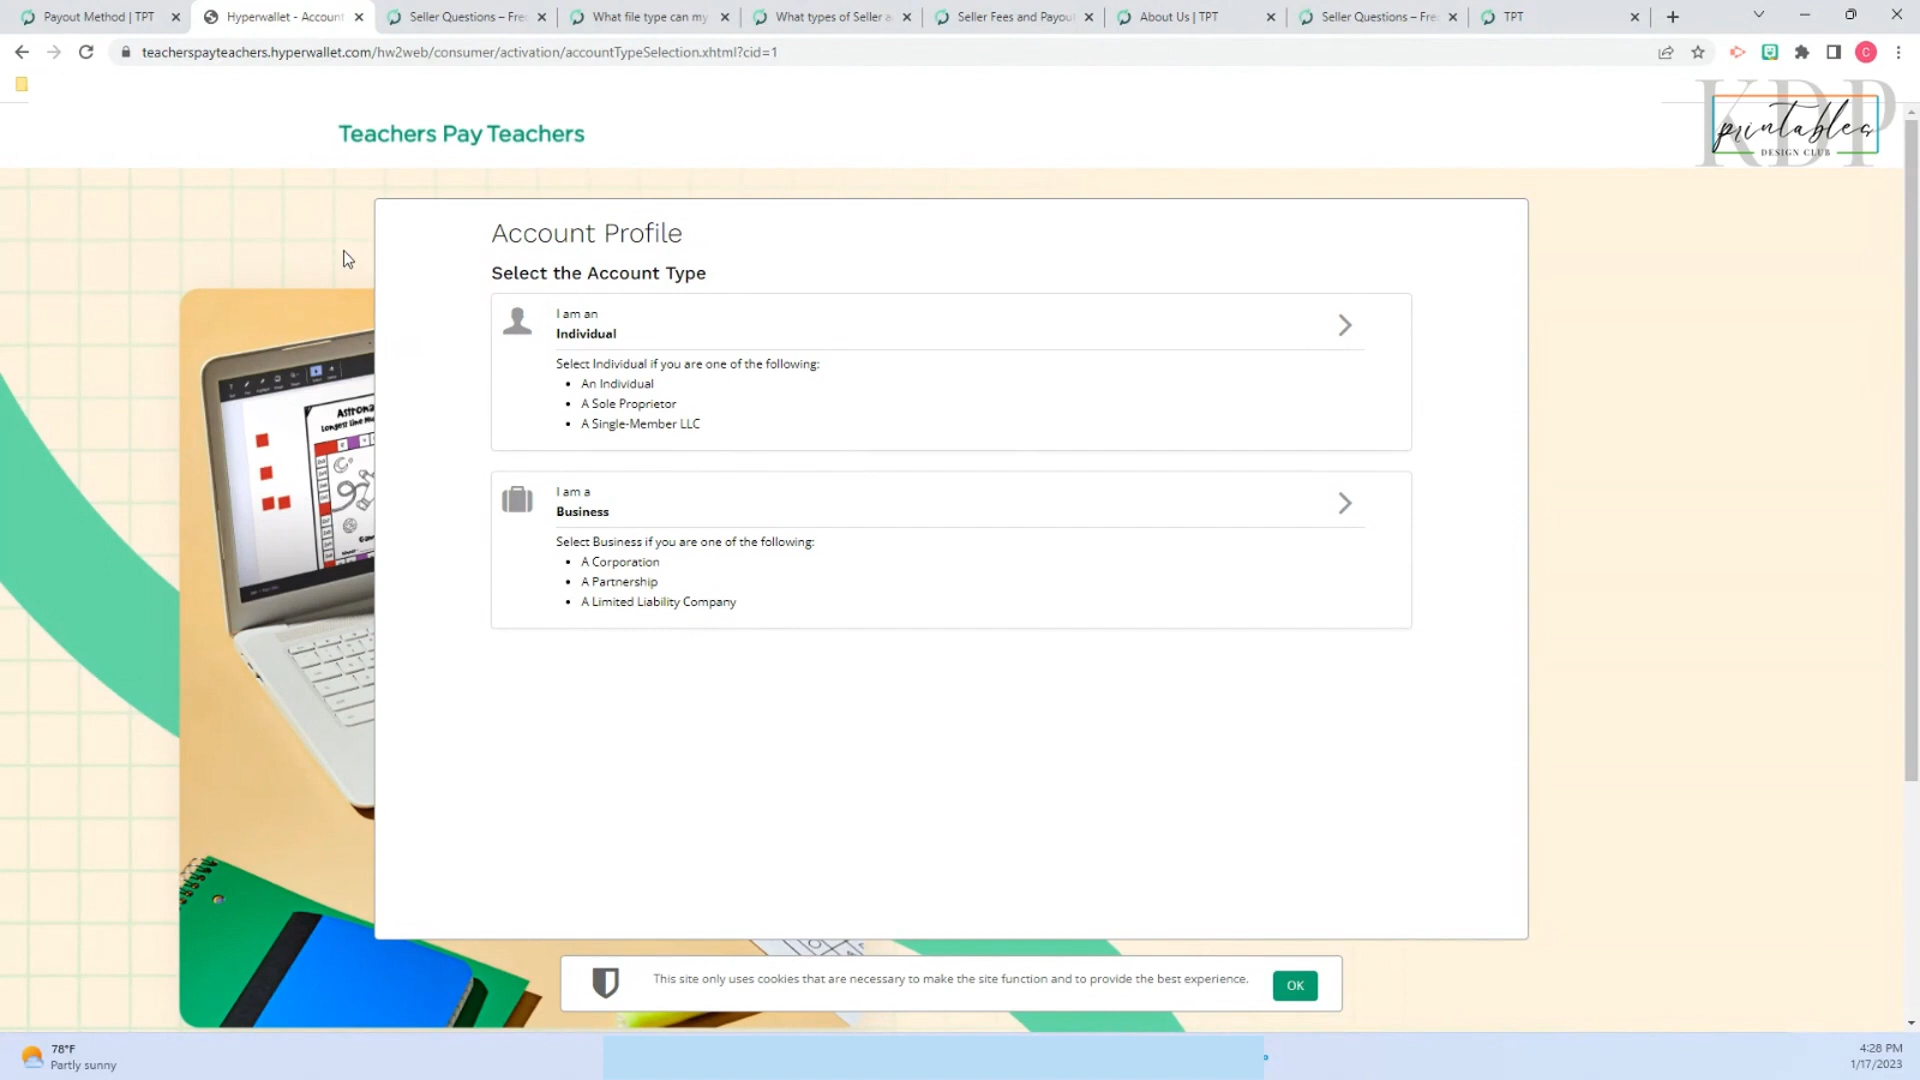 Payout Method | TPT
Hyperwallet - Account
Seller Questions – Fre
What file type can my
What types of Seller a
Seller Fees and Payou
About Us | TPT
Seller Questions – Fre
TPT
teacherspayteachers.hyperwallet.com/hw2web/consumer/activation/accountTypeSelection.xhtml?cid=1
C
Teachers Pay Teachers
KDP
printables
DESIGN CLUB
Account Profile
Select the Account Type
I am an
Individual
Select Individual if you are one of the following:
• An Individual
• A Sole Proprietor
• A Single-Member LLC
I am a
Business
Select Business if you are one of the following:
• A Corporation
• A Partnership
• A Limited Liability Company
This site only uses cookies that are necessary to make the site function and to provide the best experience.
OK
78°F
Partly sunny
4:28 PM
1/17/2023